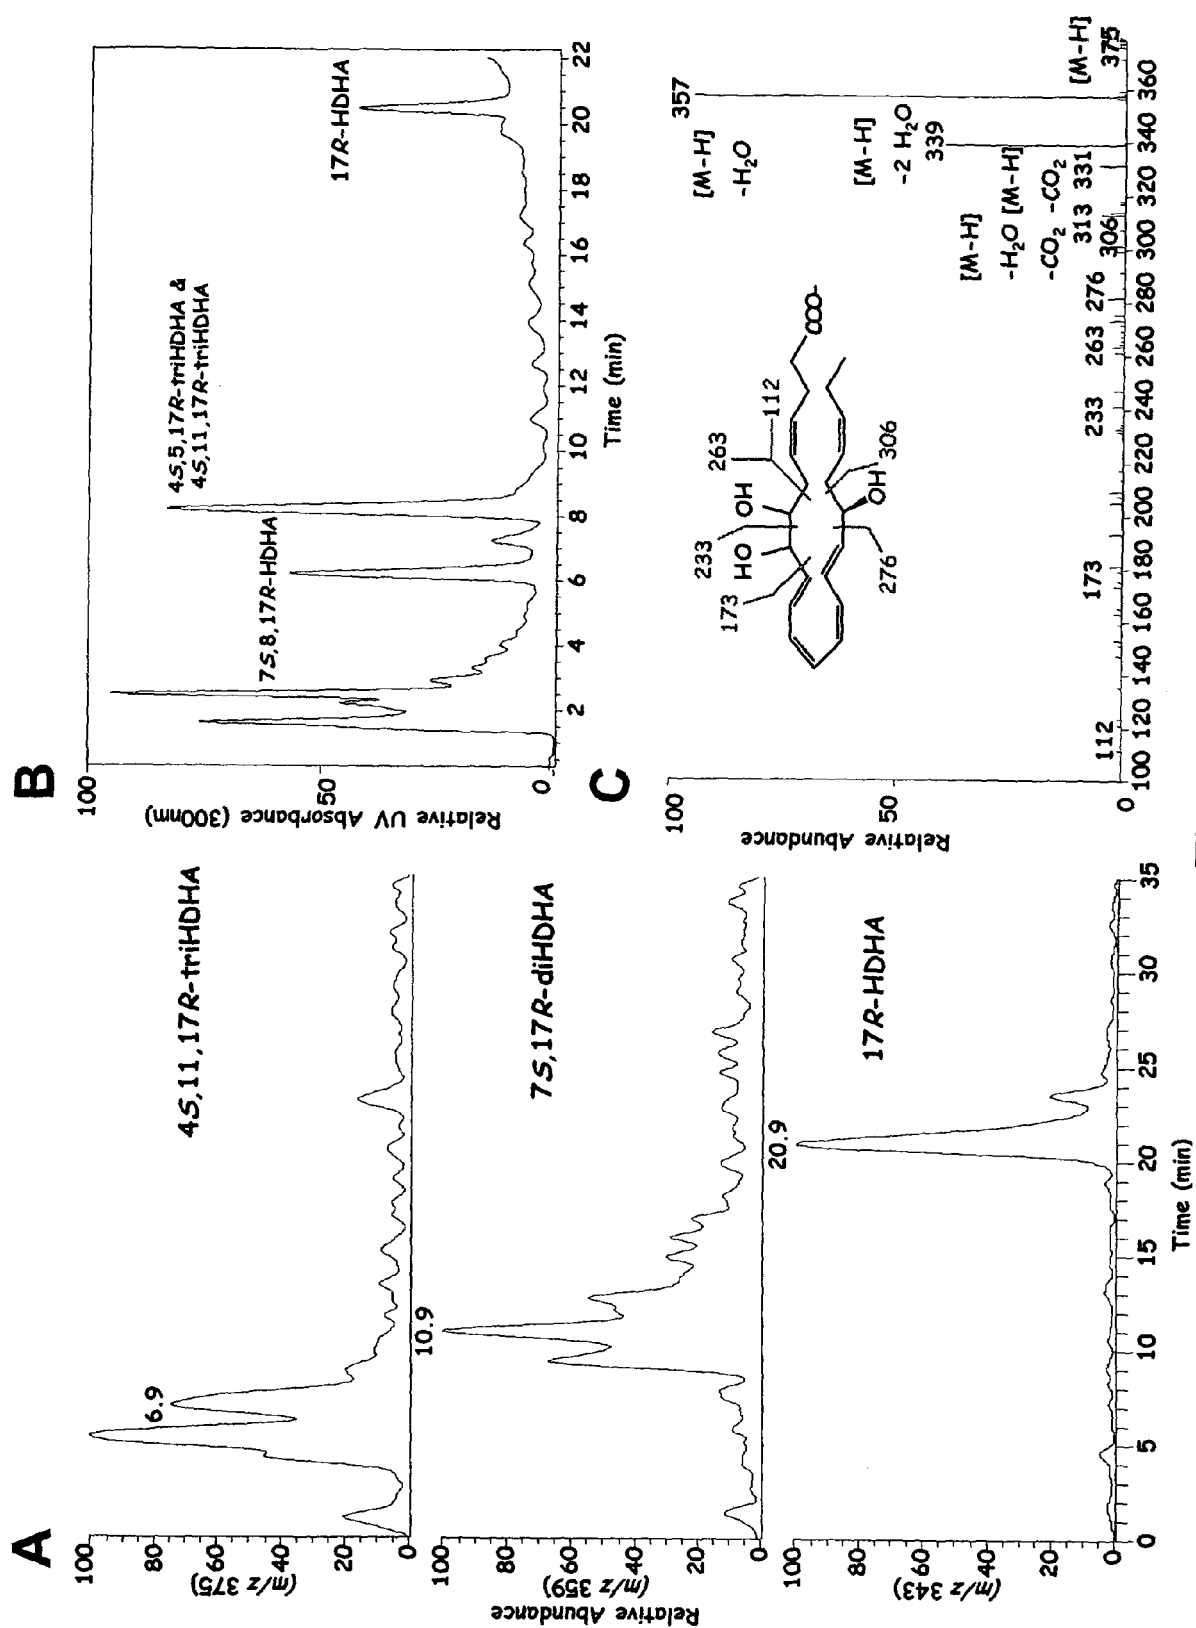 A
4S,11,17R-triHDHA
100
80
60
40
20
0
(m/z 375)
6.9
7S,17R-diHDHA
100
80
60
40
20
0
(m/z 359)
Relative Abundance
10.9
17R-HDHA
100
80
60
40
20
0
(m/z 343)
20.9
0 5 10 15 20 25 30 35
Time (min)
B
100
50
0
Relative UV Absorbance (300nm)
7S,8,17R-HDHA
4S,5,17R-triHDHA &
4S,11,17R-triHDHA
17R-HDHA
2 4 6 8 10 12 14 16 18 20 22
Time (min)
C
100
50
0
Relative Abundance
173
233
263
112
HO
OH
COO-
276
OH
306
[M-H]
-H2O
357
[M-H]
-2 H2O
339
[M-H]
-H2O [M-H]
-CO2 -CO2
313 331
[M-H]
375
112 173 233 263 276 306
100 120 140 160 180 200 220 240 260 280 300 320 340 360